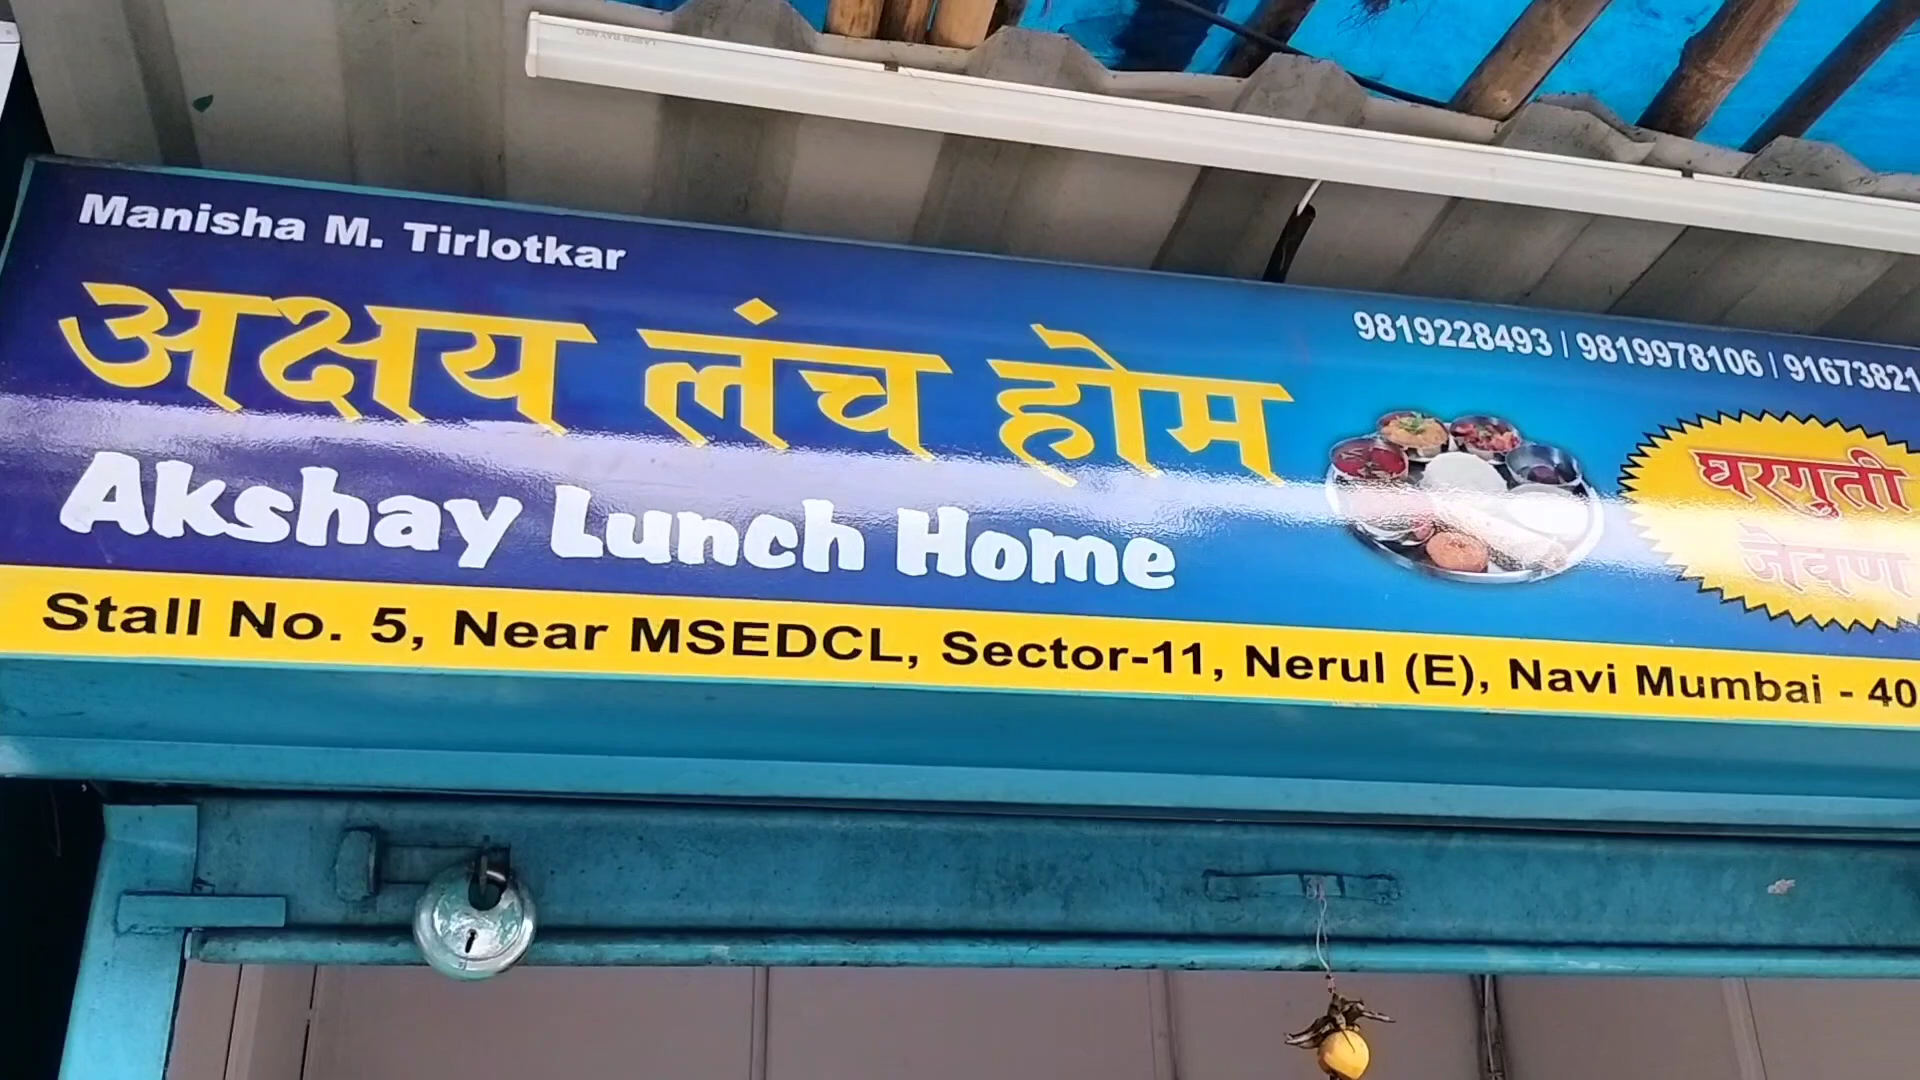 Manisha M. Tirlotkar
अक्षय लंच होम
9819228493 | 9819978106 | 91673821
Akshay Lunch Home
घरगुती
जेवण
Stall No. 5, Near MSEDCL, Sector-11, Nerul (E), Navi Mumbai - 40